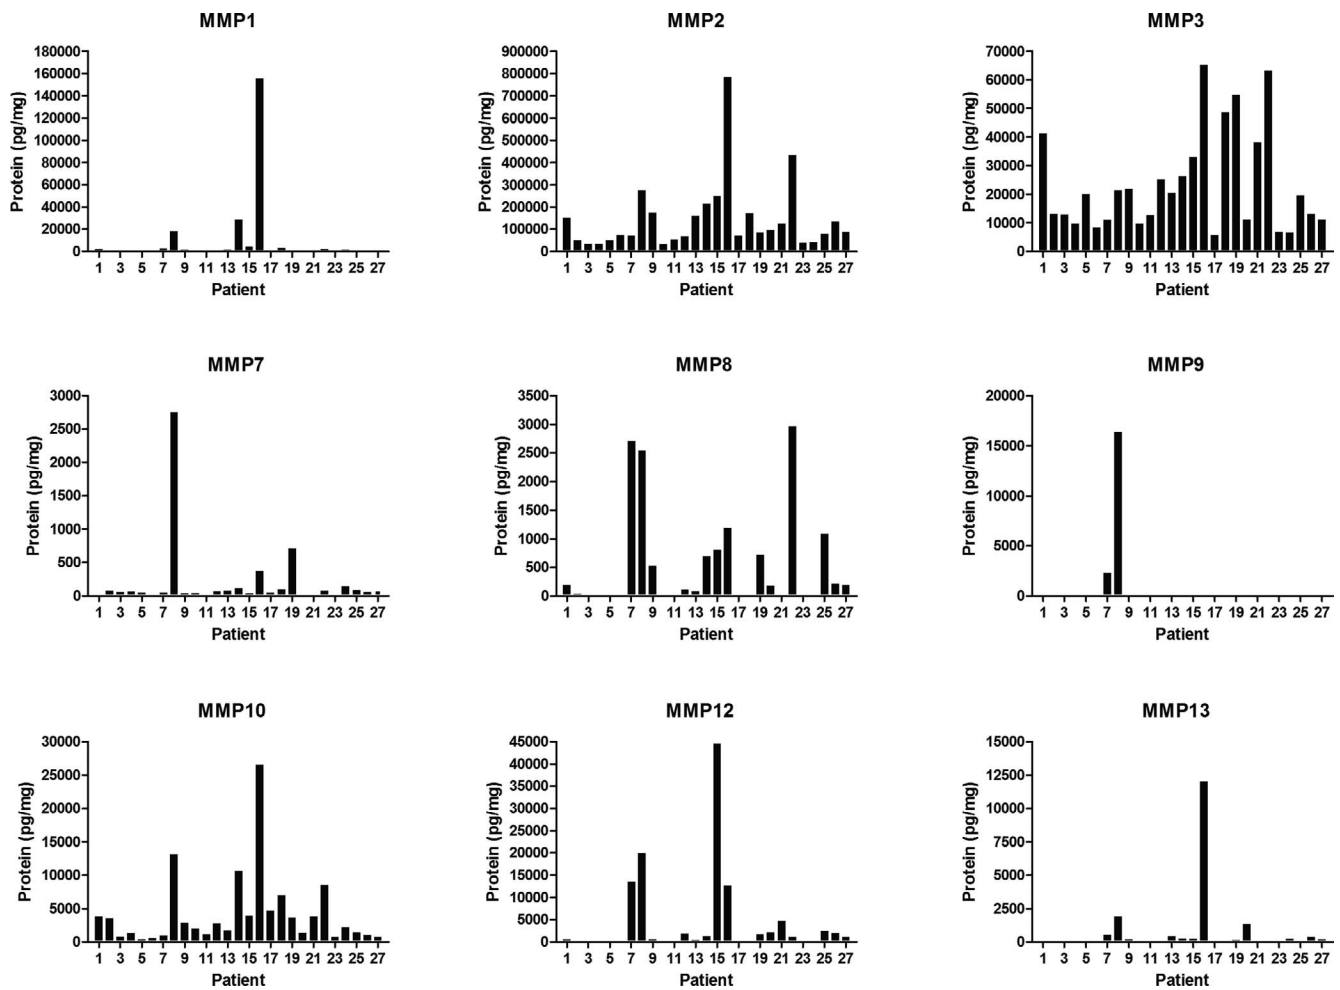 MMP1
Protein (pg/mg)
180000
160000
140000
120000
100000
80000
60000
40000
20000
0
1 3 5 7 9 11 13 15 17 19 21 23 25 27
Patient
MMP2
Protein (pg/mg)
900000
800000
700000
600000
500000
400000
300000
200000
100000
0
1 3 5 7 9 11 13 15 17 19 21 23 25 27
Patient
MMP3
Protein (pg/mg)
70000
60000
50000
40000
30000
20000
10000
0
1 3 5 7 9 11 13 15 17 19 21 23 25 27
Patient
MMP7
Protein (pg/mg)
3000
2500
2000
1500
1000
500
0
1 3 5 7 9 11 13 15 17 19 21 23 25 27
Patient
MMP8
Protein (pg/mg)
3500
3000
2500
2000
1500
1000
500
0
1 3 5 7 9 11 13 15 17 19 21 23 25 27
Patient
MMP9
Protein (pg/mg)
20000
15000
10000
5000
0
1 3 5 7 9 11 13 15 17 19 21 23 25 27
Patient
MMP10
Protein (pg/mg)
30000
25000
20000
15000
10000
5000
0
1 3 5 7 9 11 13 15 17 19 21 23 25 27
Patient
MMP12
Protein (pg/mg)
45000
40000
35000
30000
25000
20000
15000
10000
5000
0
1 3 5 7 9 11 13 15 17 19 21 23 25 27
Patient
MMP13
Protein (pg/mg)
15000
12500
10000
7500
5000
2500
0
1 3 5 7 9 11 13 15 17 19 21 23 25 27
Patient